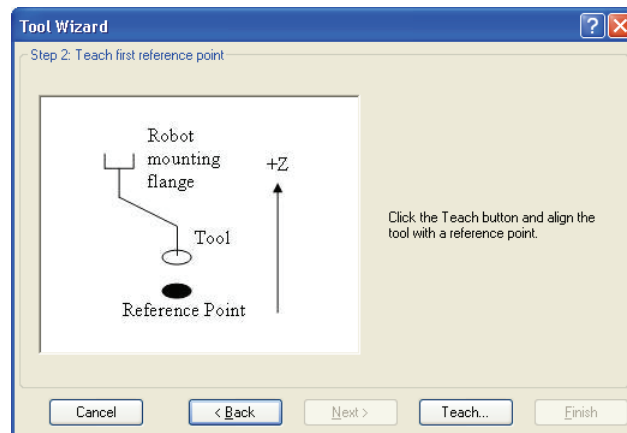 Tool Wizard
Step 2: Teach first reference point
Robot
mounting
flange
+Z
Tool
Reference Point
Click the Teach button and align the
tool with a reference point.
Cancel
< Back
Next >
Teach...
Finish